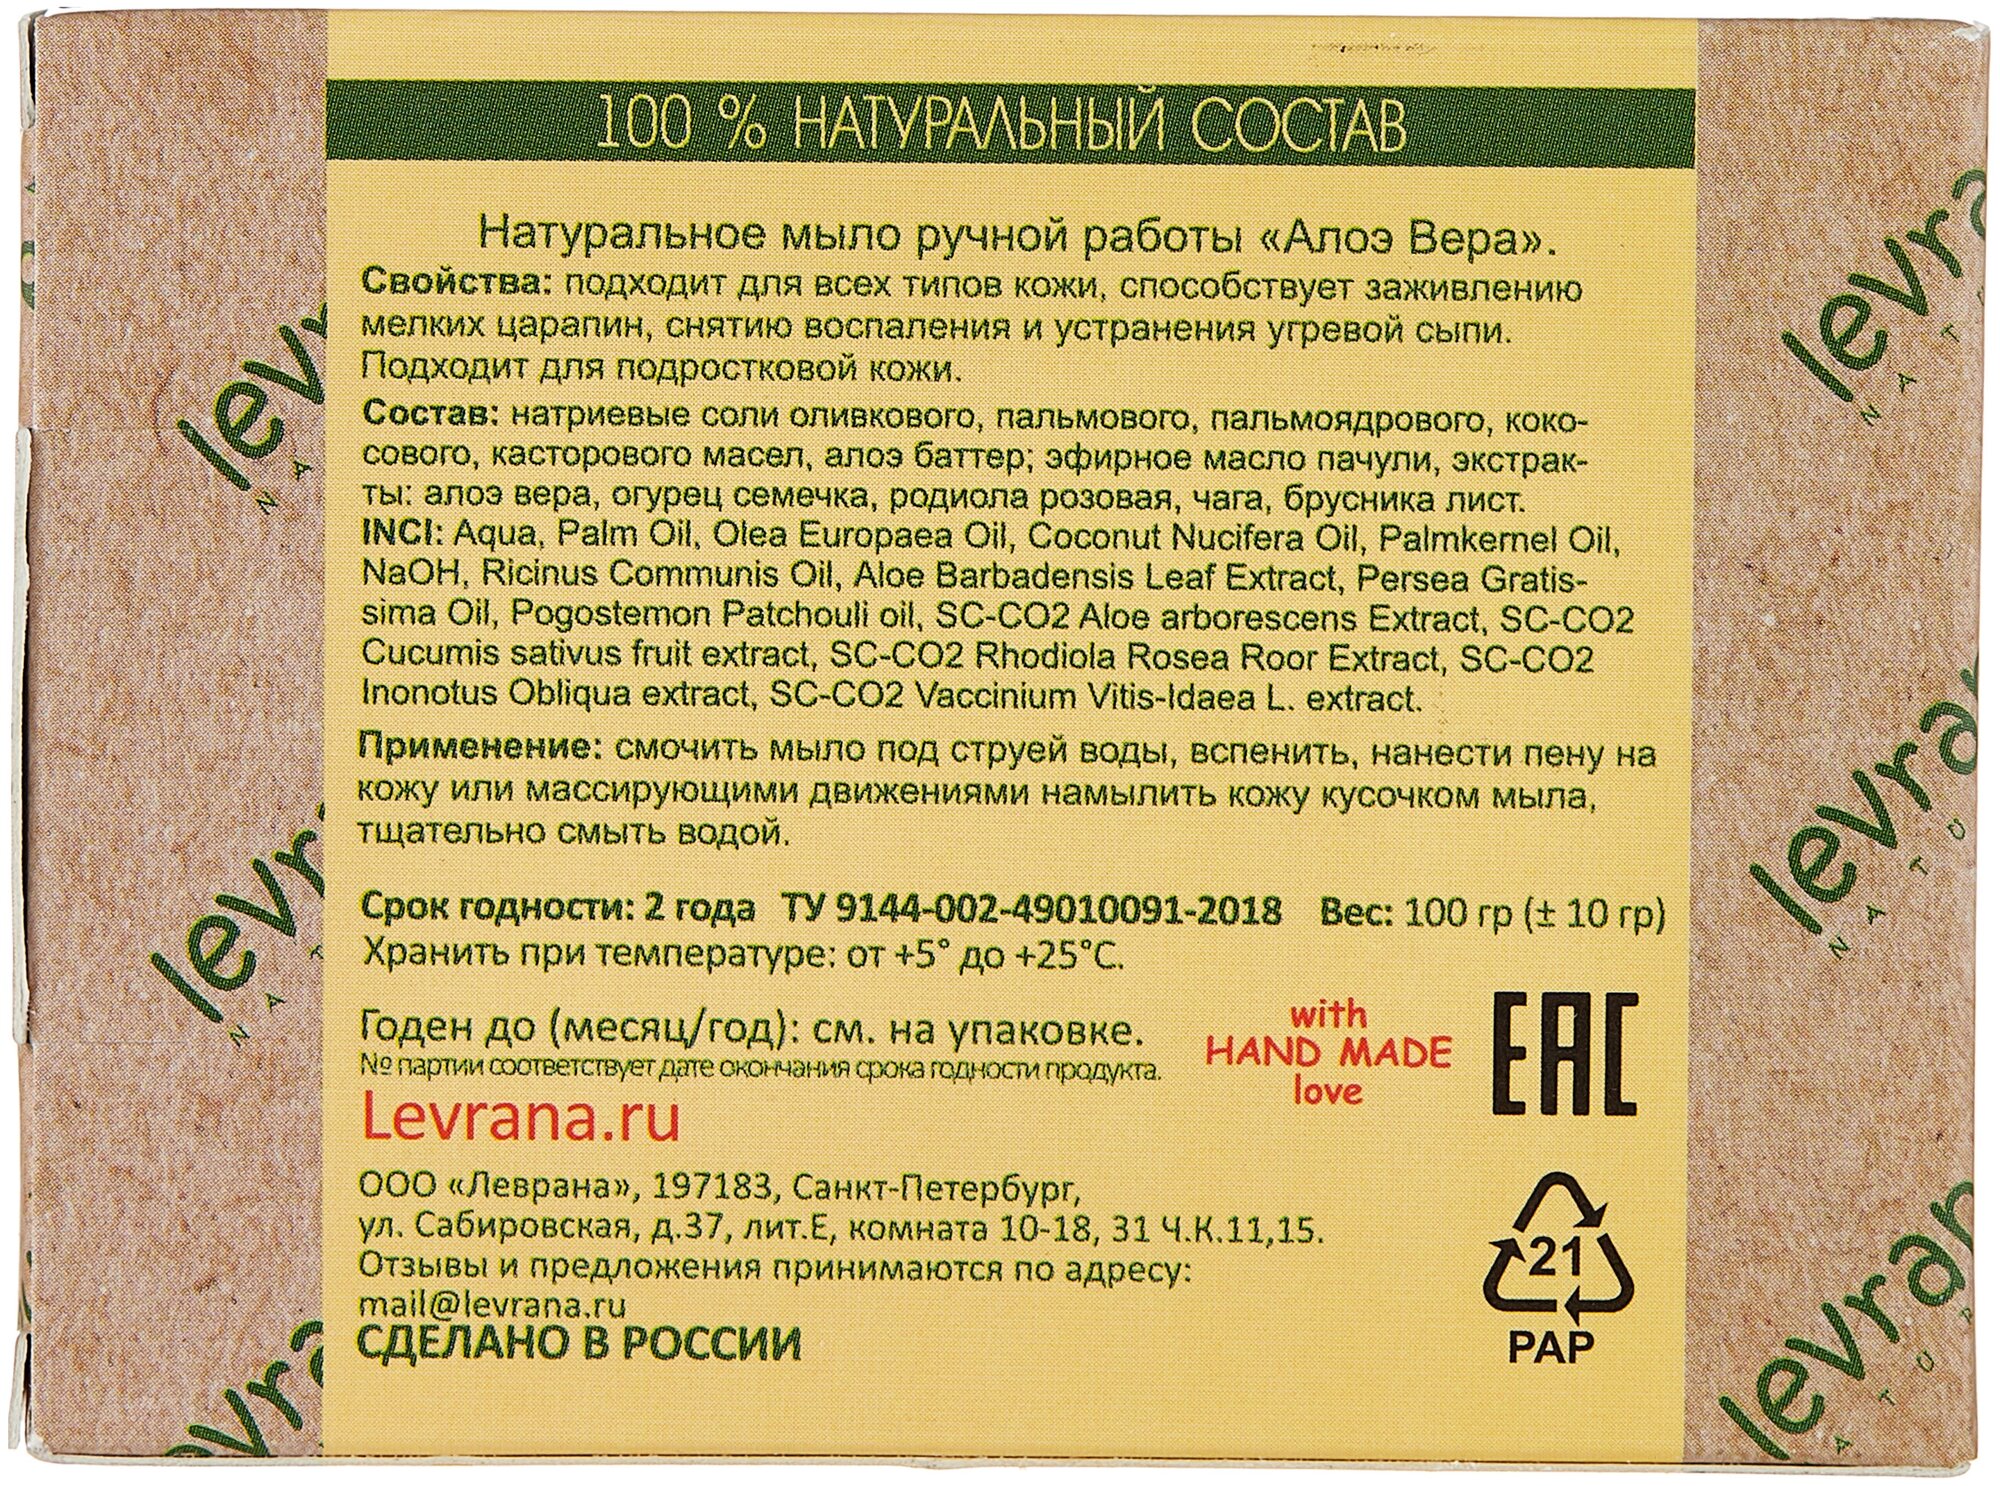 100 % НАТУРАЛЬНЫЙ СОСТАВ
Натуральное мыло ручной работы «Алоэ Вера».
Свойства: подходит для всех типов кожи, способствует заживлению
мелких царапин, снятию воспаления и устранения угревой сыпи.
Подходит для подростковой кожи.
Состав: натриевые соли оливкового, пальмового, пальмоядрового, коко-
сового, касторового масел, алоэ баттер; эфирное масло пачули, экстрак-
ты: алоэ вера, огурец семечка, родиола розовая, чага, брусника лист.
INCI: Aqua, Palm Oil, Olea Europaea Oil, Coconut Nucifera Oil, Palmkernel Oil,
NaOH, Ricinus Communis Oil, Aloe Barbadensis Leaf Extract, Persea Gratis-
sima Oil, Pogostemon Patchouli oil, SC-CO2 Aloe arborescens Extract, SC-CO2
Cucumis sativus fruit extract, SC-CO2 Rhodiola Rosea Roor Extract, SC-CO2
Inonotus Obliqua extract, SC-CO2 Vaccinium Vitis-Idaea L. extract.
Применение: смочить мыло под струей воды, вспенить, нанести пену на
кожу или массирующими движениями намылить кожу кусочком мыла,
тщательно смыть водой.
Срок годности: 2 года ТУ 9144-002-49010091-2018 Вес: 100 гр (± 10 гр)
Хранить при температуре: от +5° до +25°С.
Годен до (месяц/год): см. на упаковке.
№ партии соответствует дате окончания срока годности продукта.
with
HAND MADE
love
EAC
Levrana.ru
ООО «Леврана», 197183, Санкт-Петербург,
ул. Сабировская, д.37, лит.Е, комната 10-18, 31 Ч.К.11,15.
Отзывы и предложения принимаются по адресу:
mail@levrana.ru
СДЕЛАНО В РОССИИ
21
PAP
lev
levr
levra
levra
levran
levran